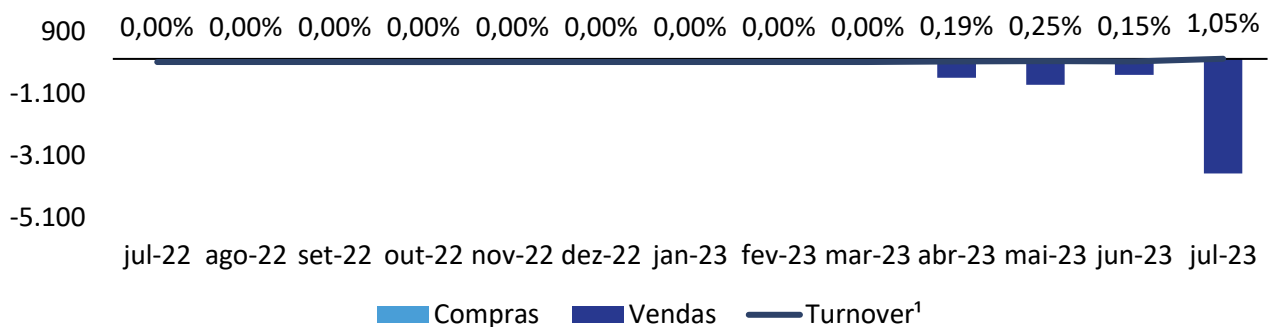 900 0,00% 0,00% 0,00% 0,00% 0,00% 0,00% 0,00% 0,00% 0,00% 0,19% 0,25% 0,15% 1,05%
-1.100
-3.100
-5.100
jul-22 ago-22 set-22 out-22 nov-22 dez-22 jan-23 fev-23 mar-23 abr-23 mai-23 jun-23 jul-23
Compras Vendas Turnover¹